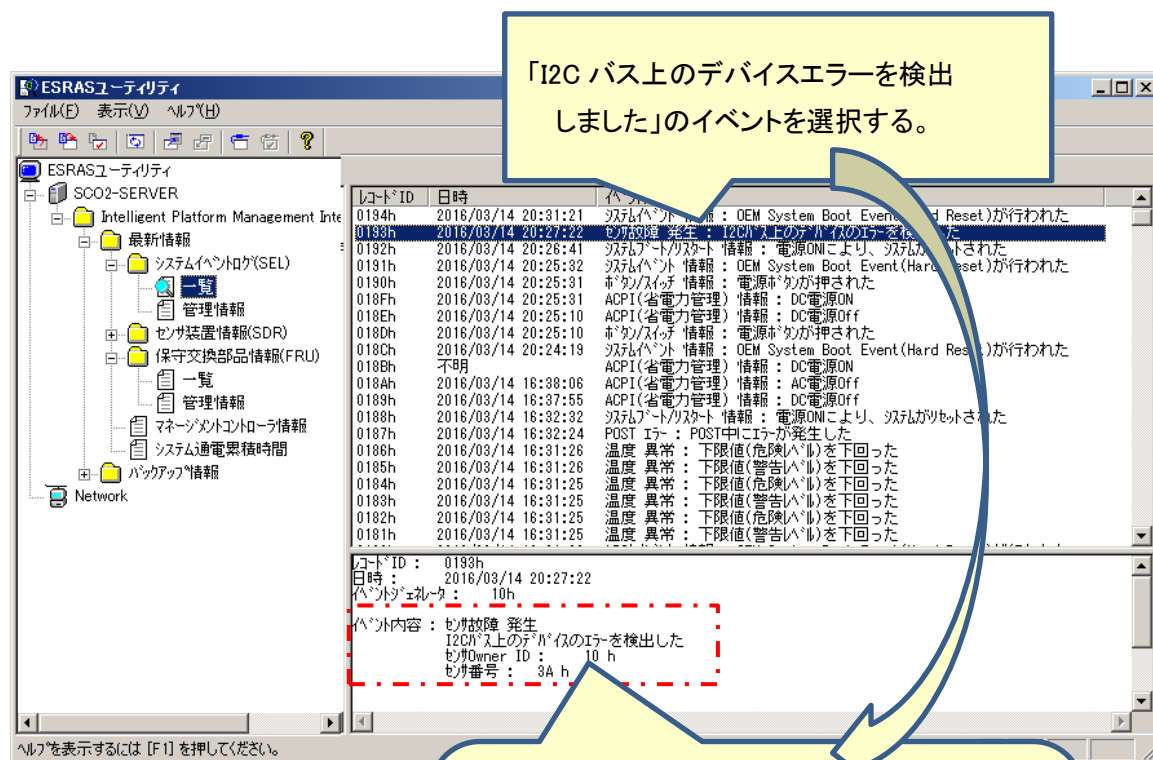 「I2C バス上のデバイスエラーを検出
しました」のイベントを選択する。
ESRASユーティリティ
ファイル(F) 表示(V) ヘルプ(H)
ESRASユーティリティ
SCO2-SERVER
Intelligent Platform Management Inte
最新情報
システムイベントログ(SEL)
一覧
管理情報
センサ装置情報(SDR)
保守交換部品情報(FRU)
一覧
管理情報
マネージメントコントローラ情報
システム通電累積時間
バックアップ情報
Network
レコードID 日時
0194h 2016/03/14 20:31:21 システムイベント 情報 : OEM System Boot Event( Reset)が行われた
0193h 2016/03/14 20:27:22 センサ故障 発生 : I2Cバス上のデバイスのエラーを検出した
0192h 2016/03/14 20:26:41 システムブート/リスタート 情報 : 電源ONにより、システムがリセットされた
0191h 2016/03/14 20:25:32 システムイベント 情報 : OEM System Boot Event(Hard Reset)が行われた
0190h 2016/03/14 20:25:31 ボタン/スイッチ 情報 : 電源ボタンが押された
018Fh 2016/03/14 20:25:31 ACPI(省電力管理) 情報 : DC電源ON
018Eh 2016/03/14 20:25:10 ACPI(省電力管理) 情報 : DC電源Off
018Dh 2016/03/14 20:25:10 ボタン/スイッチ 情報 : 電源ボタンが押された
018Ch 2016/03/14 20:24:19 システムイベント 情報 : OEM System Boot Event(Hard Reset)が行われた
018Bh 不明 ACPI(省電力管理) 情報 : DC電源ON
018Ah 2016/03/14 16:38:06 ACPI(省電力管理) 情報 : AC電源Off
0189h 2016/03/14 16:37:55 ACPI(省電力管理) 情報 : DC電源Off
0188h 2016/03/14 16:32:32 システムブート/リスタート 情報 : 電源ONにより、システムがリセットされた
0187h 2016/03/14 16:32:24 POST エラー : POST中にエラーが発生した
0186h 2016/03/14 16:31:26 温度 異常 : 下限値(危険レベル)を下回った
0185h 2016/03/14 16:31:26 温度 異常 : 下限値(警告レベル)を下回った
0184h 2016/03/14 16:31:25 温度 異常 : 下限値(危険レベル)を下回った
0183h 2016/03/14 16:31:25 温度 異常 : 下限値(警告レベル)を下回った
0182h 2016/03/14 16:31:25 温度 異常 : 下限値(危険レベル)を下回った
0181h 2016/03/14 16:31:25 温度 異常 : 下限値(警告レベル)を下回った
レコードID : 0193h
日時 : 2016/03/14 20:27:22
イベントジェネレータ : 10h
イベント内容 : センサ故障 発生
I2Cバス上のデバイスのエラーを検出した
センサOwner ID : 10 h
センサ番号 : 3A h
ヘルプを表示するには [F1] を押してください。